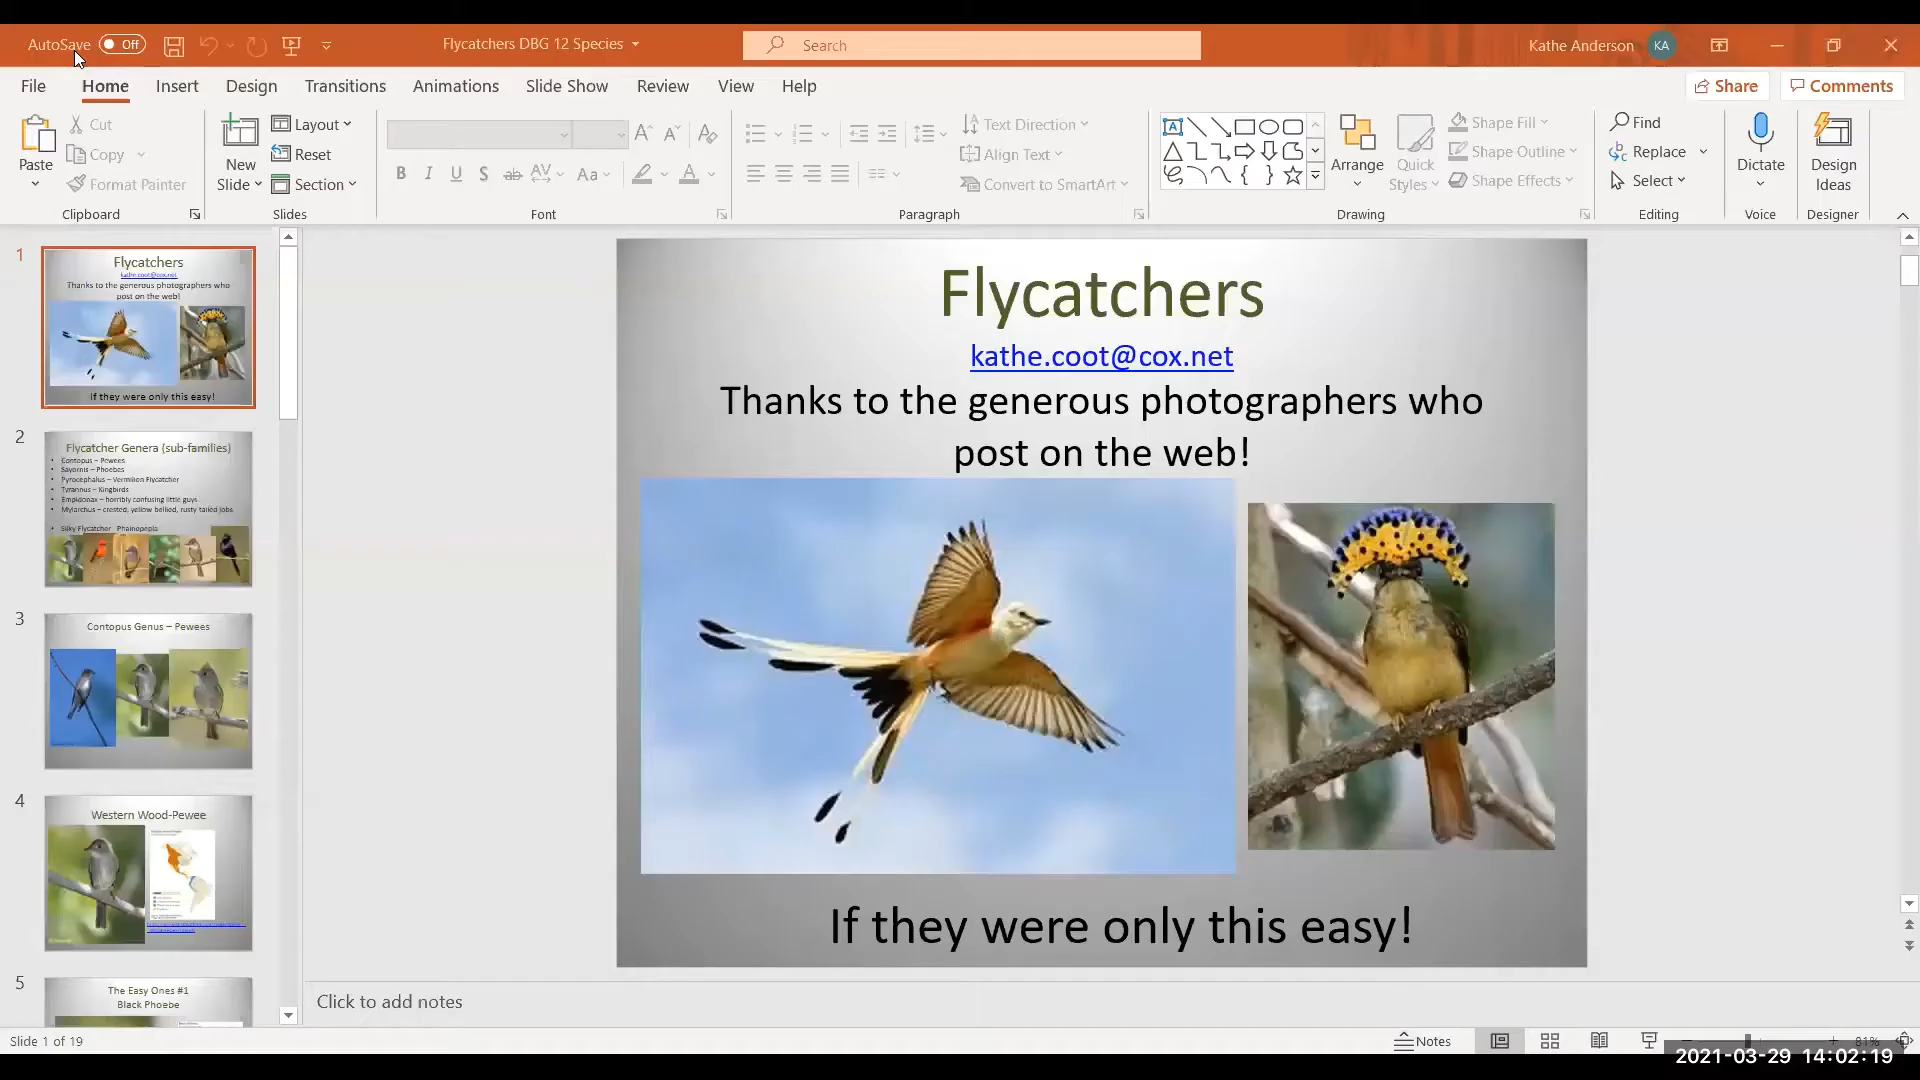 AutoSave Off
Flycatchers DBG 12 Species
Search
Kathe Anderson KA
File Home Insert Design Transitions Animations Slide Show Review View Help
Share Comments
Paste
Cut
Copy
Format Painter
Clipboard
New
Slide
Layout
Reset
Section
Slides
B I U S ab AV Aa A
Font
Text Direction
Align Text
Convert to SmartArt
Paragraph
Arrange
Quick
Styles
Shape Fill
Shape Outline
Shape Effects
Drawing
Find
Replace
Select
Editing
Dictate
Voice
Design
Ideas
Designer
1
Flycatchers
kathe.coot@cox.net
Thanks to the generous photographers who
post on the web!
If they were only this easy!
2
Flycatcher Genera (sub-families)
Contopus – Pewees
Sayornis – Phoebes
Pyrocephalus – Vermilion Flycatcher
Tyrannus – Kingbirds
Empidonax – horribly confusing little guys
Myiarchus – crested, yellow bellied, rusty tailed jobs
Silky Flycatcher Phainopepla
3
Contopus Genus – Pewees
4
Western Wood-Pewee
5
The Easy Ones #1
Black Phoebe
Flycatchers
kathe.coot@cox.net
Thanks to the generous photographers who
post on the web!
If they were only this easy!
Click to add notes
Slide 1 of 19
Notes
81%
2021-03-29 14:02:19